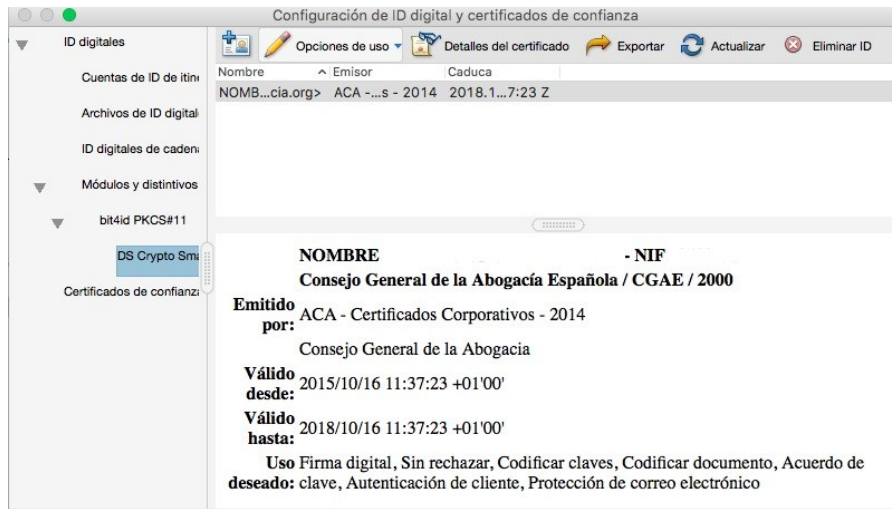 Configuración de ID digital y certificados de confianza
ID digitales
Cuentas de ID de itine
Archivos de ID digital
ID digitales de cadena
Módulos y distintivos
bit4id PKCS#11
DS Crypto Sma
Certificados de confianza
Opciones de uso
Detalles del certificado
Exportar
Actualizar
Eliminar ID
Nombre Emisor Caduca
NOMB...cia.org> ACA -...s - 2014 2018.1...7:23 Z
NOMBRE - NIF
Consejo General de la Abogacía Española / CGAE / 2000
Emitido por: ACA - Certificados Corporativos - 2014
Consejo General de la Abogacia
Válido desde: 2015/10/16 11:37:23 +01'00'
Válido hasta: 2018/10/16 11:37:23 +01'00'
Uso Firma digital, Sin rechazar, Codificar claves, Codificar documento, Acuerdo de
deseado: clave, Autenticación de cliente, Protección de correo electrónico